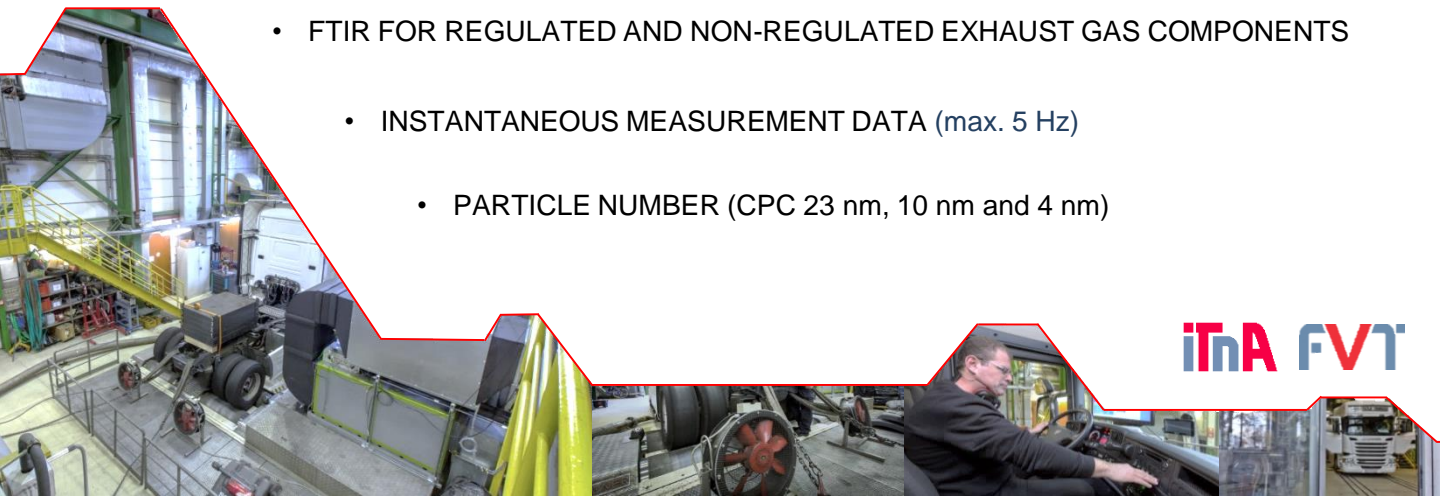 • FTIR FOR REGULATED AND NON-REGULATED EXHAUST GAS COMPONENTS
• INSTANTANEOUS MEASUREMENT DATA (max. 5 Hz)
• PARTICLE NUMBER (CPC 23 nm, 10 nm and 4 nm)
iTnA FVT